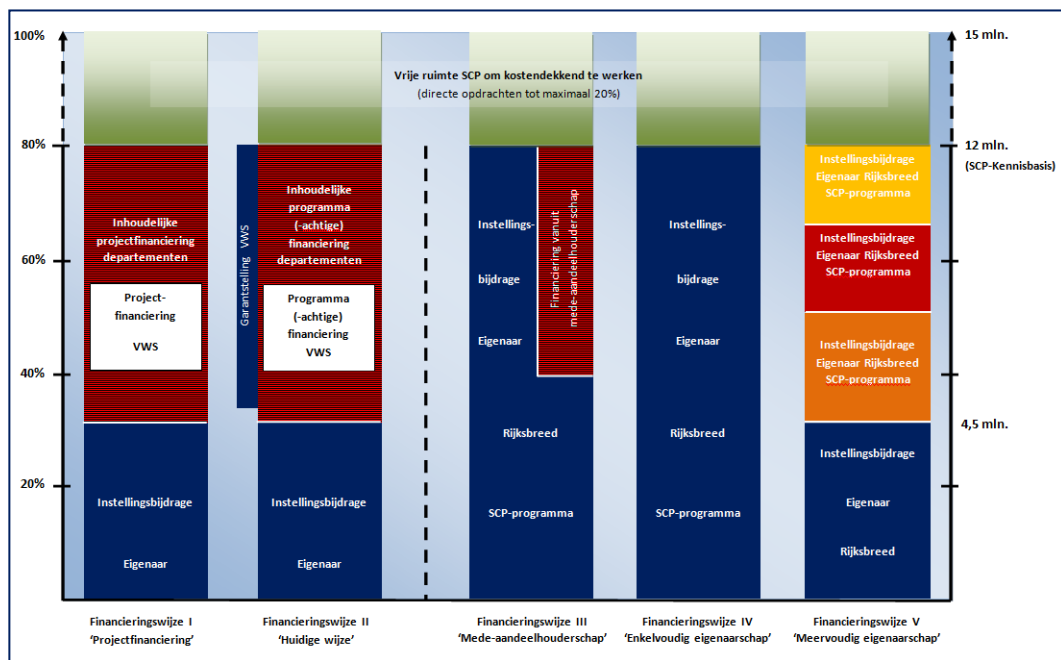 100%
80%
60%
40%
20%
15 mln.
12 mln.
(SCP-Kennisbasis)
4,5 mln.
Vrije ruimte SCP om kostendekkend te werken
(directe opdrachten tot maximaal 20%)
Inhoudelijke
projectfinanciering
departementen
Project-
financiering
VWS
Instellingsbijdrage
Eigenaar
Garantstelling VWS
Inhoudelijke
programma
(-achtige)
financiering
departementen
Programma
(-achtige)
financiering
VWS
Instellingsbijdrage
Eigenaar
Instellings-
bijdrage
Eigenaar
Rijksbreed
SCP-programma
Financiering vanuit
mede-aandeelhouderschap
Instellings-
bijdrage
Eigenaar
Rijksbreed
SCP-programma
Instellingsbijdrage
Eigenaar Rijksbreed
SCP-programma
Instellingsbijdrage
Eigenaar Rijksbreed
SCP-programma
Instellingsbijdrage
Eigenaar Rijksbreed
SCP-programma
Instellingsbijdrage
Eigenaar
Rijksbreed
Financieringswijze I
‘Projectfinanciering’
Financieringswijze II
‘Huidige wijze’
Financieringswijze III
‘Mede-aandeelhouderschap’
Financieringswijze IV
‘Enkelvoudig eigenaarschap’
Financieringswijze V
‘Meervoudig eigenaarschap’